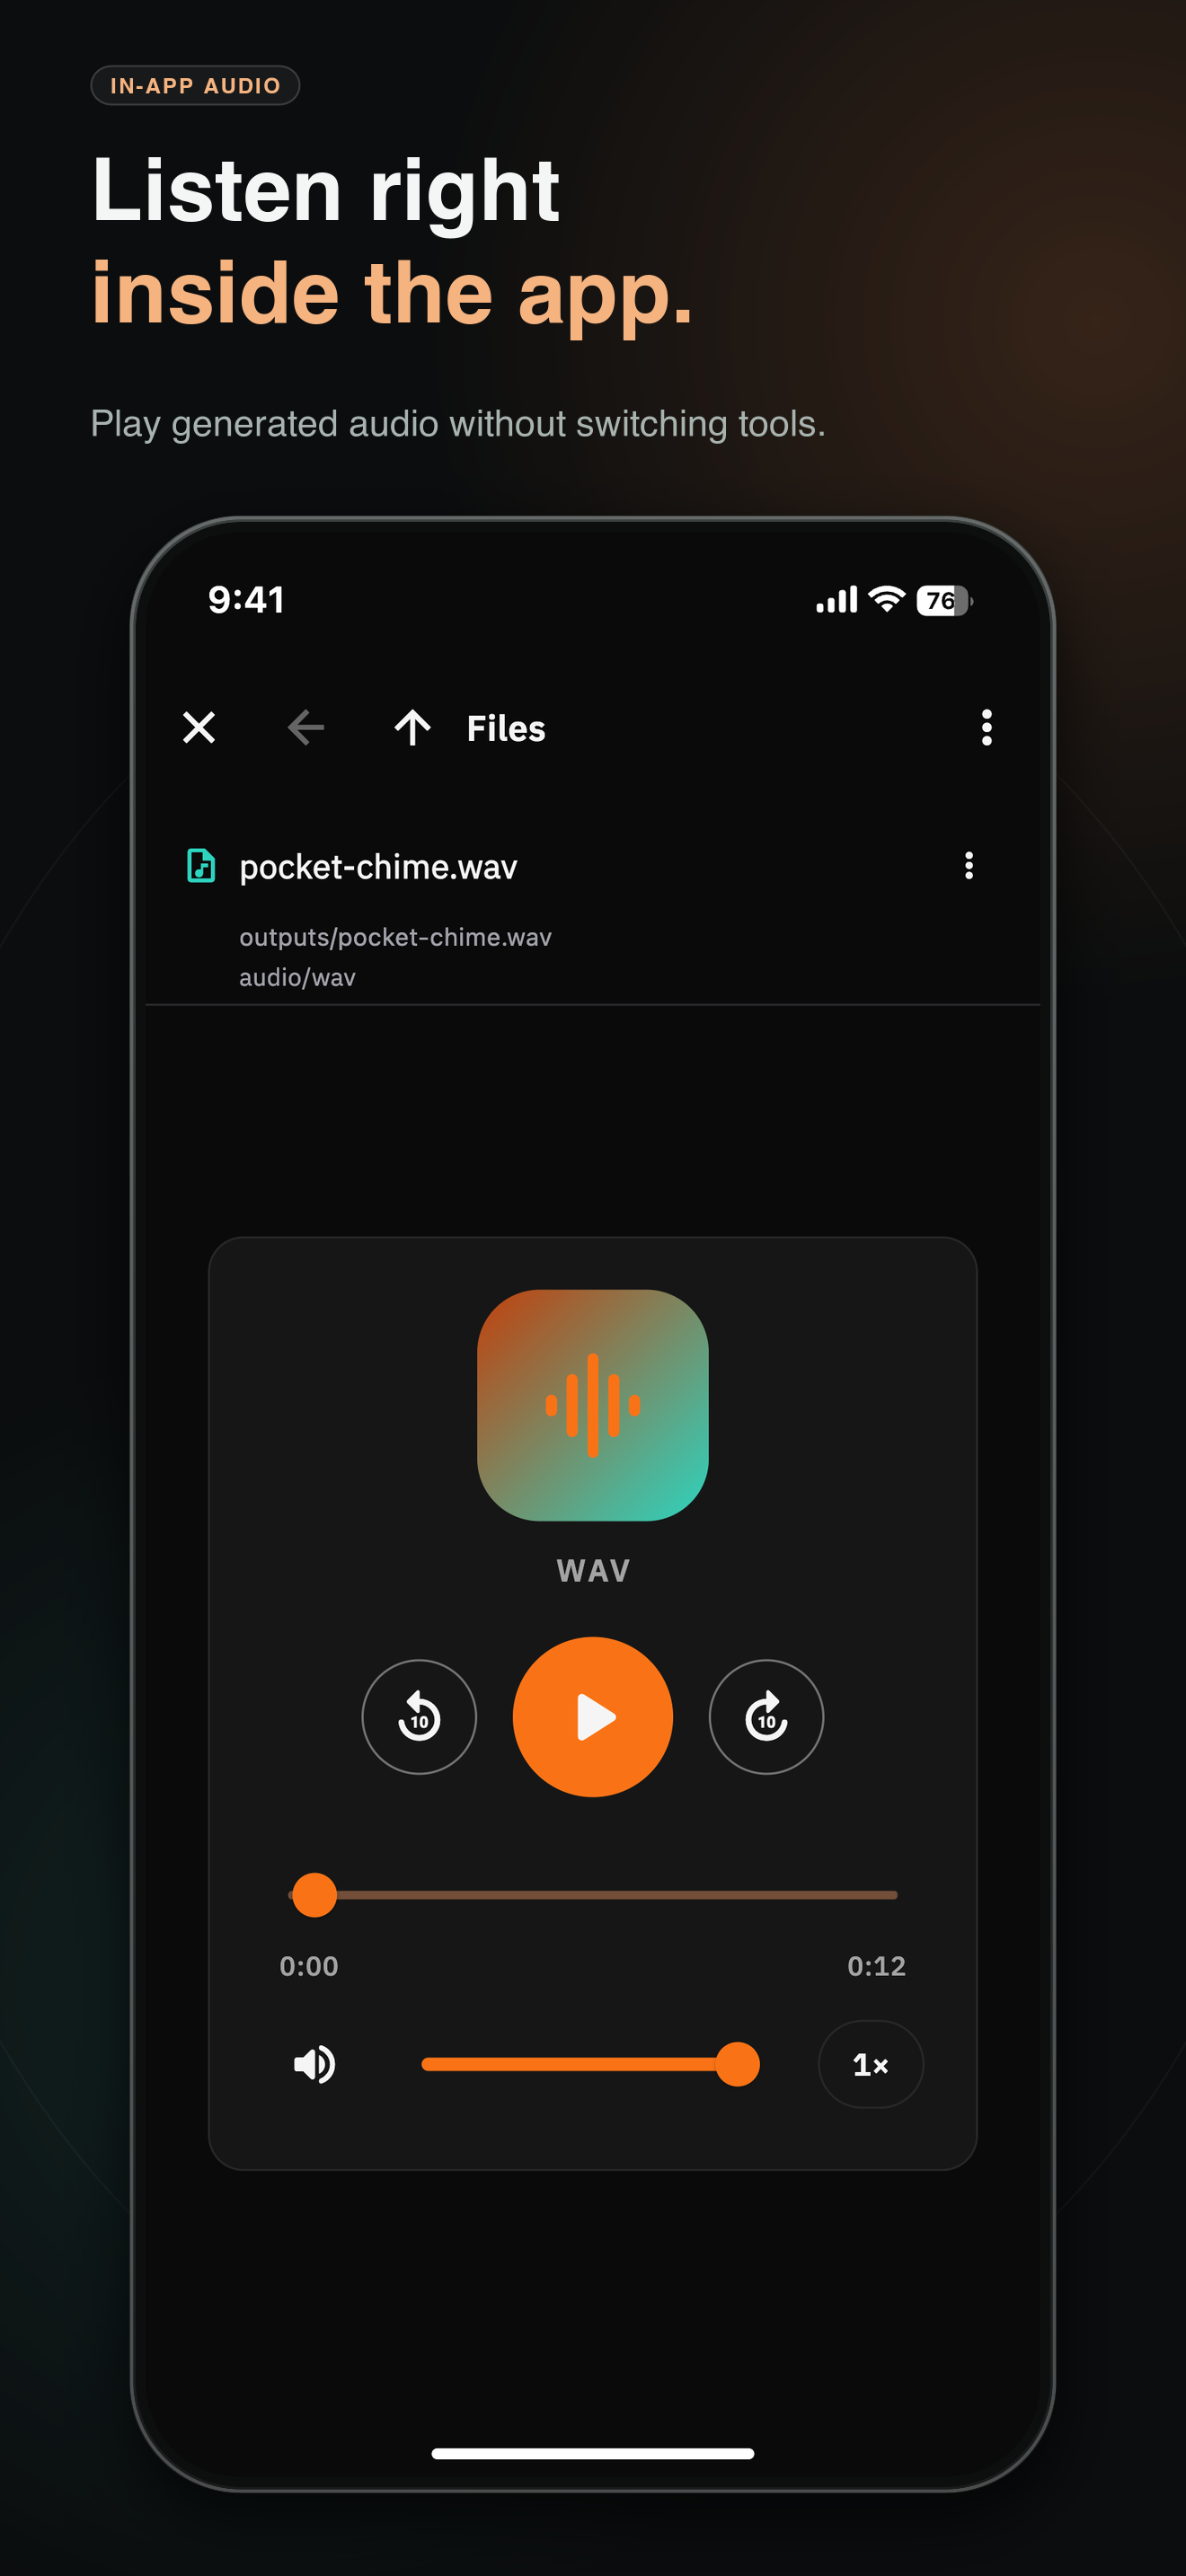 IN-APP AUDIO
Listen right
inside the app.
Play generated audio without switching tools.
9:41
76
Files
pocket-chime.wav
outputs/pocket-chime.wav
audio/wav
WAV
10
10
0:00
0:12
1×